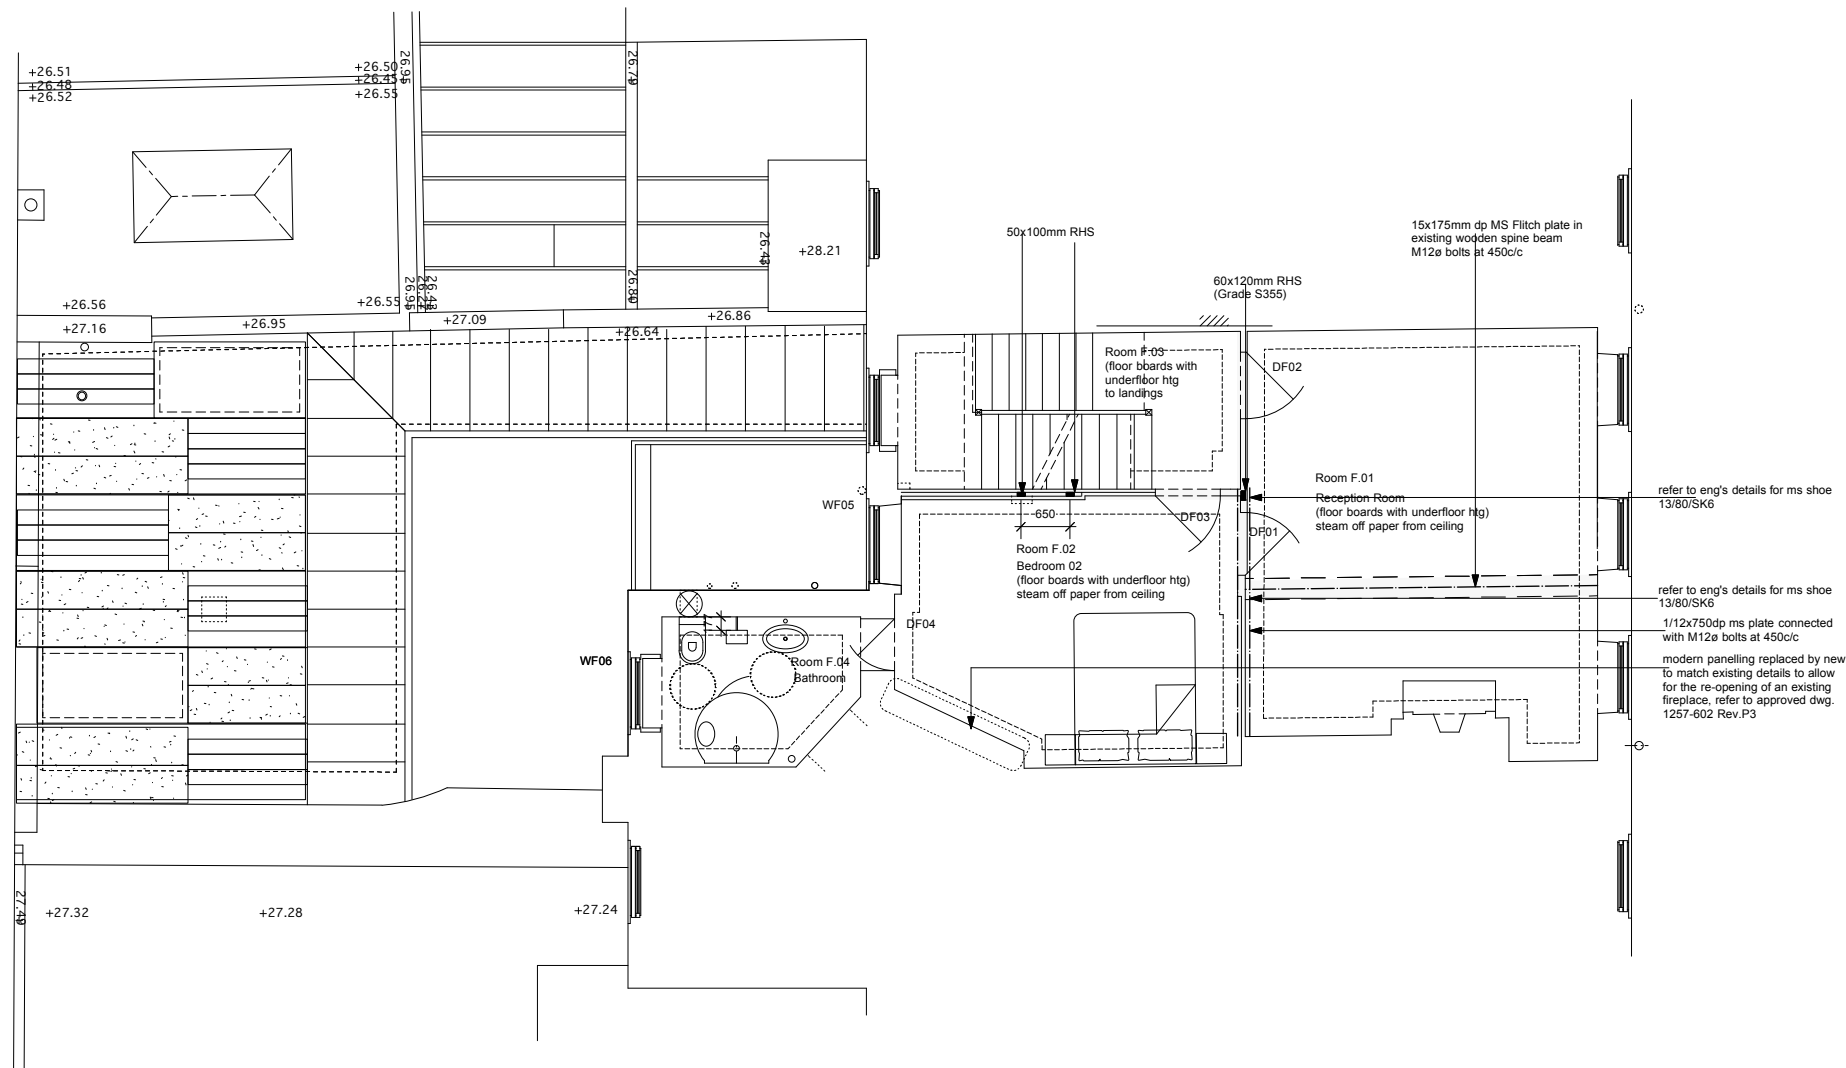 +26.51
+26.48
+26.52
+26.50
+26.45
+26.55
26.95
26.79
50x100mm RHS
15x175mm dp MS Flitch plate in
existing wooden spine beam
M12ø bolts at 450c/c
26.43
+28.21
60x120mm RHS
(Grade S355)
+26.56
+27.16
+26.55
26.95
26.43
26.80
+26.95
+27.09
+26.64
+26.86
Room F.03
(floor boards with
underfloor htg
to landings
DF02
Room F.01
Reception Room
(floor boards with underfloor htg)
steam off paper from ceiling
refer to eng's details for ms shoe
13/80/SK6
WF05
650
DF03
DF01
Room F.02
Bedroom 02
(floor boards with underfloor htg)
steam off paper from ceiling
refer to eng's details for ms shoe
13/80/SK6
1/12x750dp ms plate connected
with M12ø bolts at 450c/c
DF04
WF06
Room F.04
Bathroom
modern panelling replaced by new
to match existing details to allow
for the re-opening of an existing
fireplace, refer to approved dwg.
1257-602 Rev.P3
27.49
+27.32
+27.28
+27.24